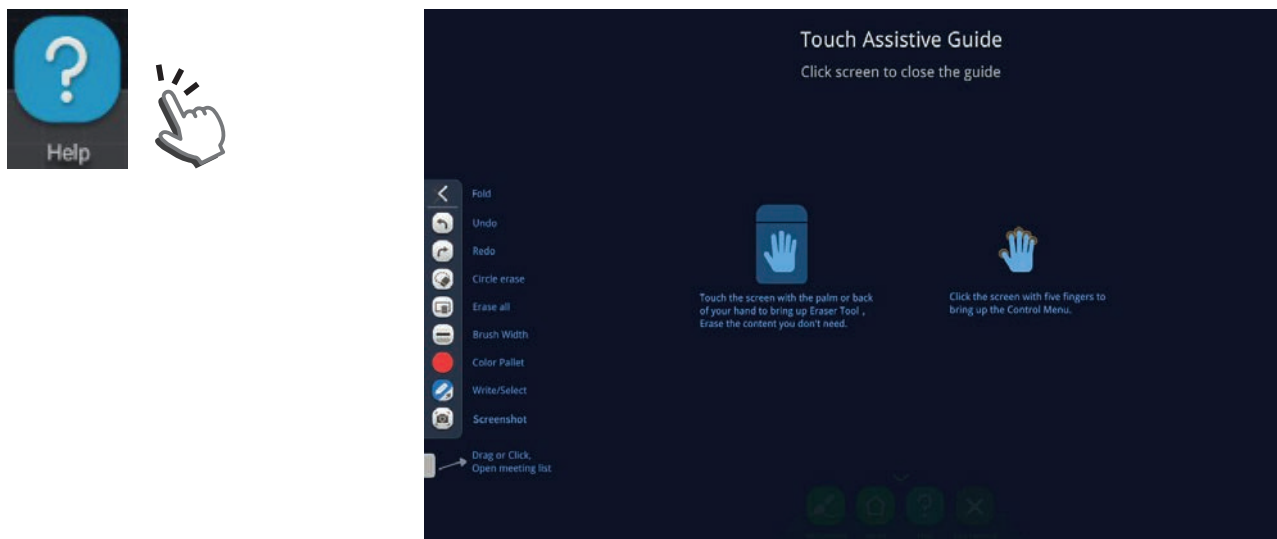 Help
Touch Assistive Guide
Click screen to close the guide
Fold
Undo
Redo
Circle erase
Erase all
Brush Width
Color Pallet
Write/Select
Screenshot
Drag or Click,
Open meeting list
Touch the screen with the palm or back
of your hand to bring up Eraser Tool ,
Erase the content you don't need.
Click the screen with five fingers to
bring up the Control Menu.